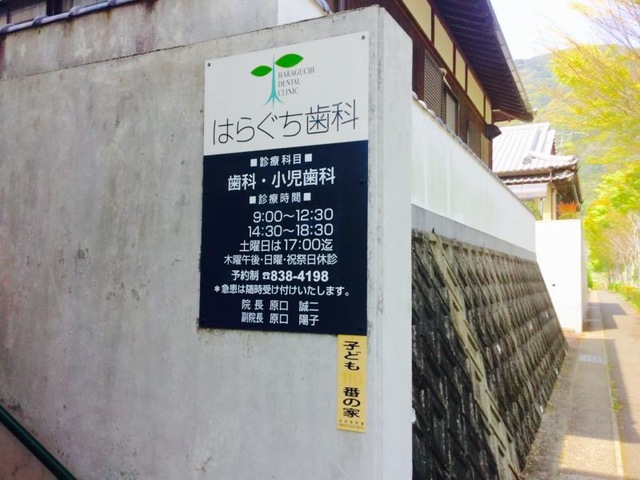 HARAGUCHI
DENTAL
CLINIC
はらぐち歯科
■診療科目■
歯科・小児歯科
■診療時間■
9:00〜12:30
14:30〜18:30
土曜日は17:00迄
木曜午後・日曜・祝祭日休診
予約制 ☎838-4198
＊急患は随時受け付けいたします。
院長 原口 誠二
副院長 原口 陽子
子ども110番の家